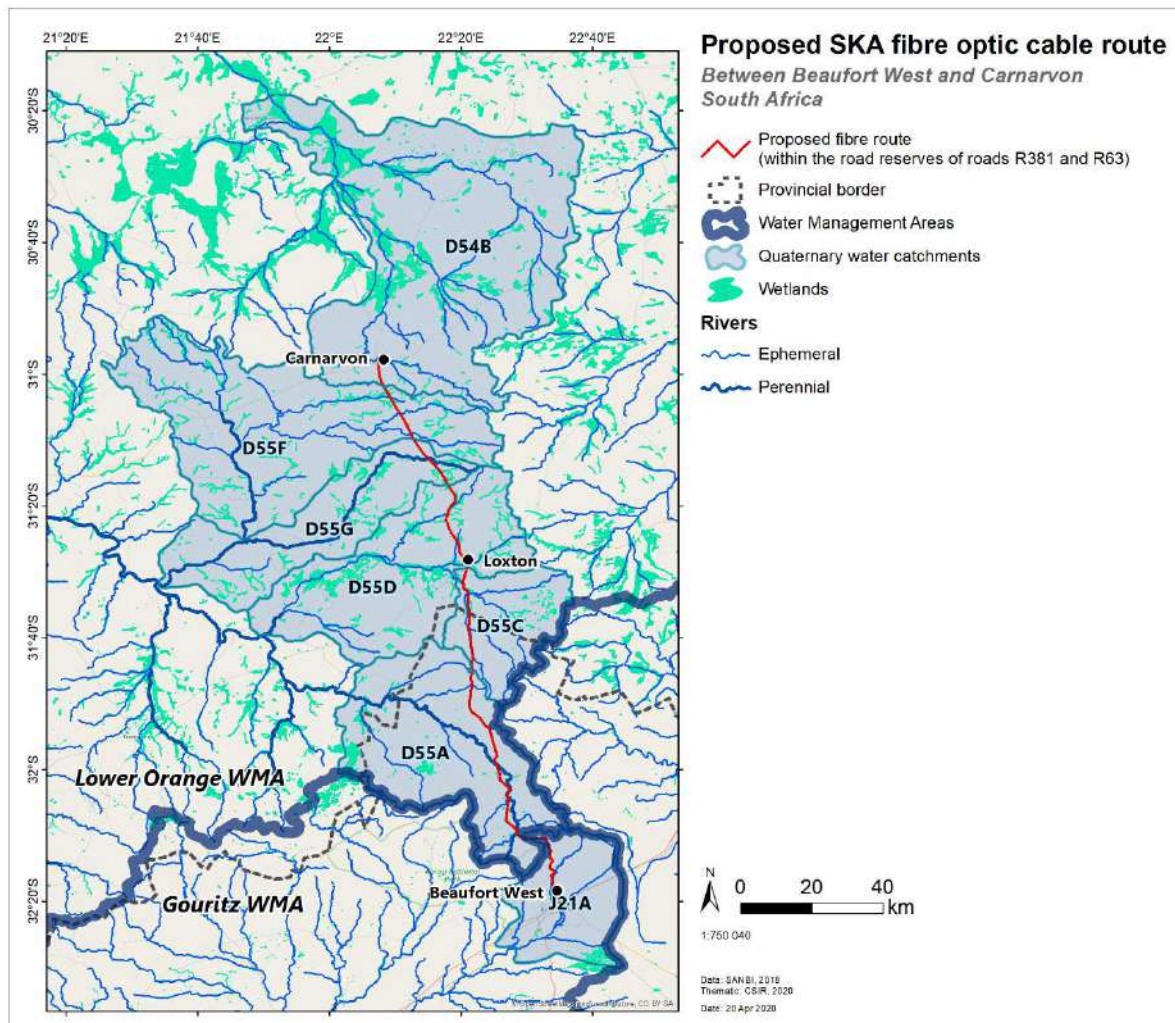 21°20'E
21°40'E
22°E
22°20'E
22°40'E
30°20'S
30°40'S
31°S
31°20'S
31°40'S
32°S
32°20'S
D54B
Carnarvon
D55F
D55G
Loxton
D55D
D55C
D55A
Lower Orange WMA
Gouritz WMA
Beaufort West
J21A
Proposed SKA fibre optic cable route
Between Beaufort West and Carnarvon
South Africa
Proposed fibre route
(within the road reserves of roads R381 and R63)
Provincial border
Water Management Areas
Quaternary water catchments
Wetlands
Rivers
Ephemeral
Perennial
N
0 20 40
km
1:750 040
Data: SANBI, 2018
Thematic: CSIR, 2020
Date: 20 Apr 2020